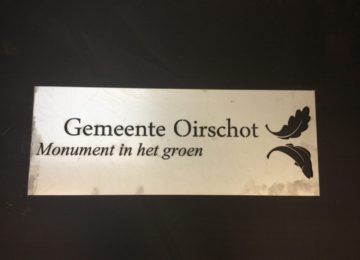 Gemeente Oirschot
Monument in het groen